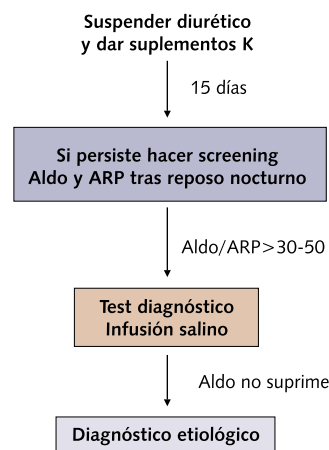 Suspender diurético
y dar suplementos K
15 días
Si persiste hacer screening
Aldo y ARP tras reposo nocturno
Aldo/ARP>30-50
Test diagnóstico
Infusión salino
Aldo no suprime
Diagnóstico etiológico